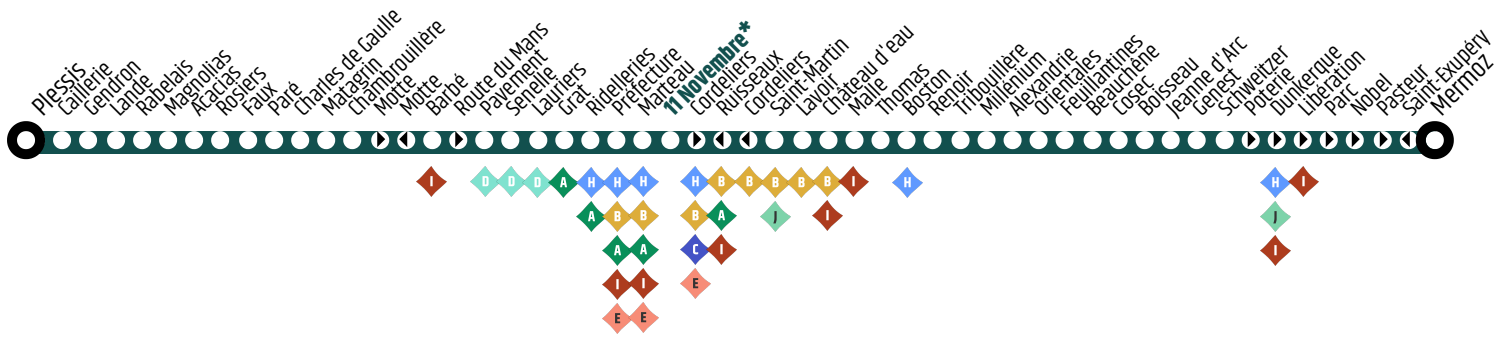 Plessis
Caillerie
Gendron
Lande
Rabelais
Magnolias
Acacias
Rosiers
Faux
Paré
Charles de Gaulle
Matagrin
Chambrouillère
Motte
Motte
Barbé
Route du Mans
Pavement
Senelle
Lauriers
Grat
Ridelleries
Préfecture
Marteau
11 Novembre*
Cordeliers
Ruisseaux
Cordeliers
Saint-Martin
Lavoir
Château d'eau
Malle
Thomas
Boston
Renoir
Tribouillère
Millénium
Alexandrie
Orientales
Feuillantines
Beauchêne
Cosec
Boisseau
Jeanne d'Arc
Genest
Schweitzer
Poterie
Dunkerque
Libération
Parc
Nobel
Pasteur
Saint-Exupéry
Mermoz
I D D D A H H H H B B B B B I H H I
A B B B A J I J
A A C I I
I I E
E E